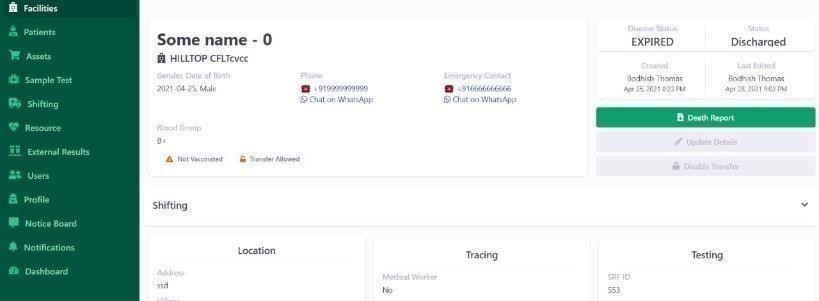 Facilities
Patients
Assets
Sample Test
Shifting
Resource
External Results
Users
Profile
Notice Board
Notifications
Dashboard
Some name - 0
HILLTOP CFLTcvcc
Gender, Date of Birth
2021-04-25, Male
Phone
+919999999999
Chat on WhatsApp
Emergency Contact
+916666666666
Chat on WhatsApp
Blood Group
B+
Not Vaccinated
Transfer Allowed
Disease Status
EXPIRED
Status
Discharged
Created
Bodhish Thomas
Apr 25, 2021 8:23 PM
Last Edited
Bodhish Thomas
Apr 28, 2021 9:02 PM
Death Report
Update Details
Disable Transfer
Shifting
Location
Address
ssd
Tracing
Medical Worker
No
Testing
SRF ID
553